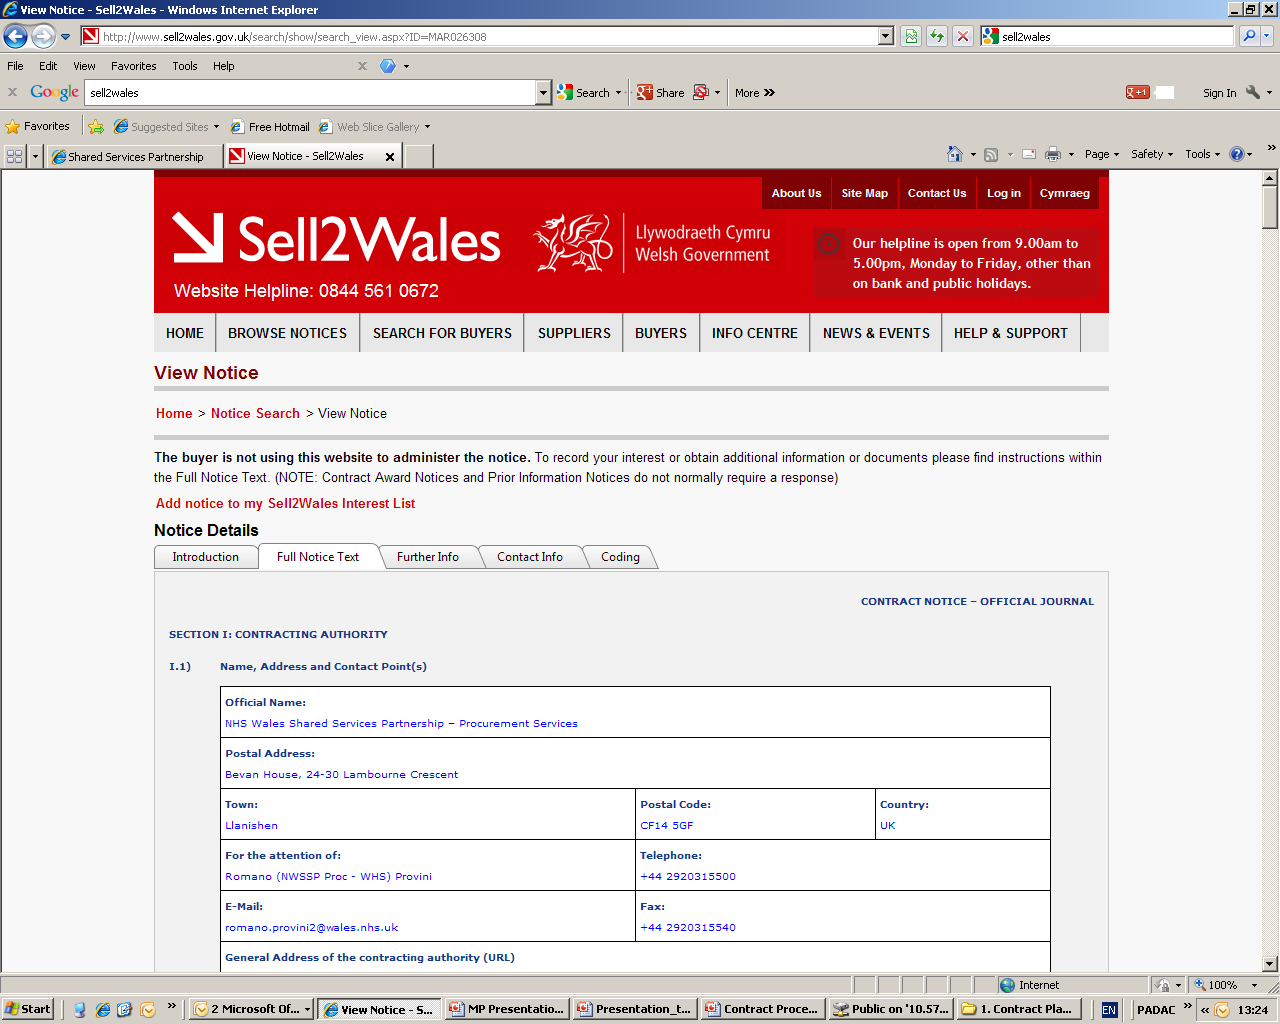 View Notice - Sell2Wales - Windows Internet Explorer
http://www.sell2wales.gov.uk/search/show/search_view.aspx?ID=MAR026308
sell2wales
File Edit View Favorites Tools Help
Google sell2wales Search Share More » +1 Sign In
Favorites Suggested Sites Free Hotmail Web Slice Gallery
Shared Services Partnership View Notice - Sell2Wales Page Safety Tools »
About Us Site Map Contact Us Log in Cymraeg
Sell2Wales
Llywodraeth Cymru
Welsh Government
Website Helpline: 0844 561 0672
Our helpline is open from 9.00am to
5.00pm, Monday to Friday, other than
on bank and public holidays.
HOME BROWSE NOTICES SEARCH FOR BUYERS SUPPLIERS BUYERS INFO CENTRE NEWS & EVENTS HELP & SUPPORT
View Notice
Home > Notice Search > View Notice
The buyer is not using this website to administer the notice. To record your interest or obtain additional information or documents please find instructions within
the Full Notice Text. (NOTE: Contract Award Notices and Prior Information Notices do not normally require a response)
Add notice to my Sell2Wales Interest List
Notice Details
Introduction Full Notice Text Further Info Contact Info Coding
CONTRACT NOTICE – OFFICIAL JOURNAL
SECTION I: CONTRACTING AUTHORITY
I.1) Name, Address and Contact Point(s)
Official Name:
NHS Wales Shared Services Partnership – Procurement Services
Postal Address:
Bevan House, 24-30 Lambourne Crescent
Town: Postal Code: Country:
Llanishen CF14 5GF UK
For the attention of: Telephone:
Romano (NWSSP Proc - WHS) Provini +44 2920315500
E-Mail: Fax:
romano.provini2@wales.nhs.uk +44 2920315540
General Address of the contracting authority (URL)
Internet 100%
Start » 2 Microsoft Of... View Notice - S... MP Presentatio... Presentation_t... Contract Proce... Public on '10.57... 1. Contract Pla... EN PADAC » « 13:24